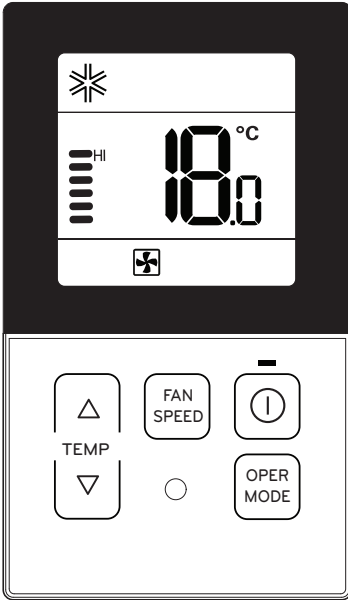 HI
18.0 °C
FAN
SPEED
TEMP
OPER
MODE